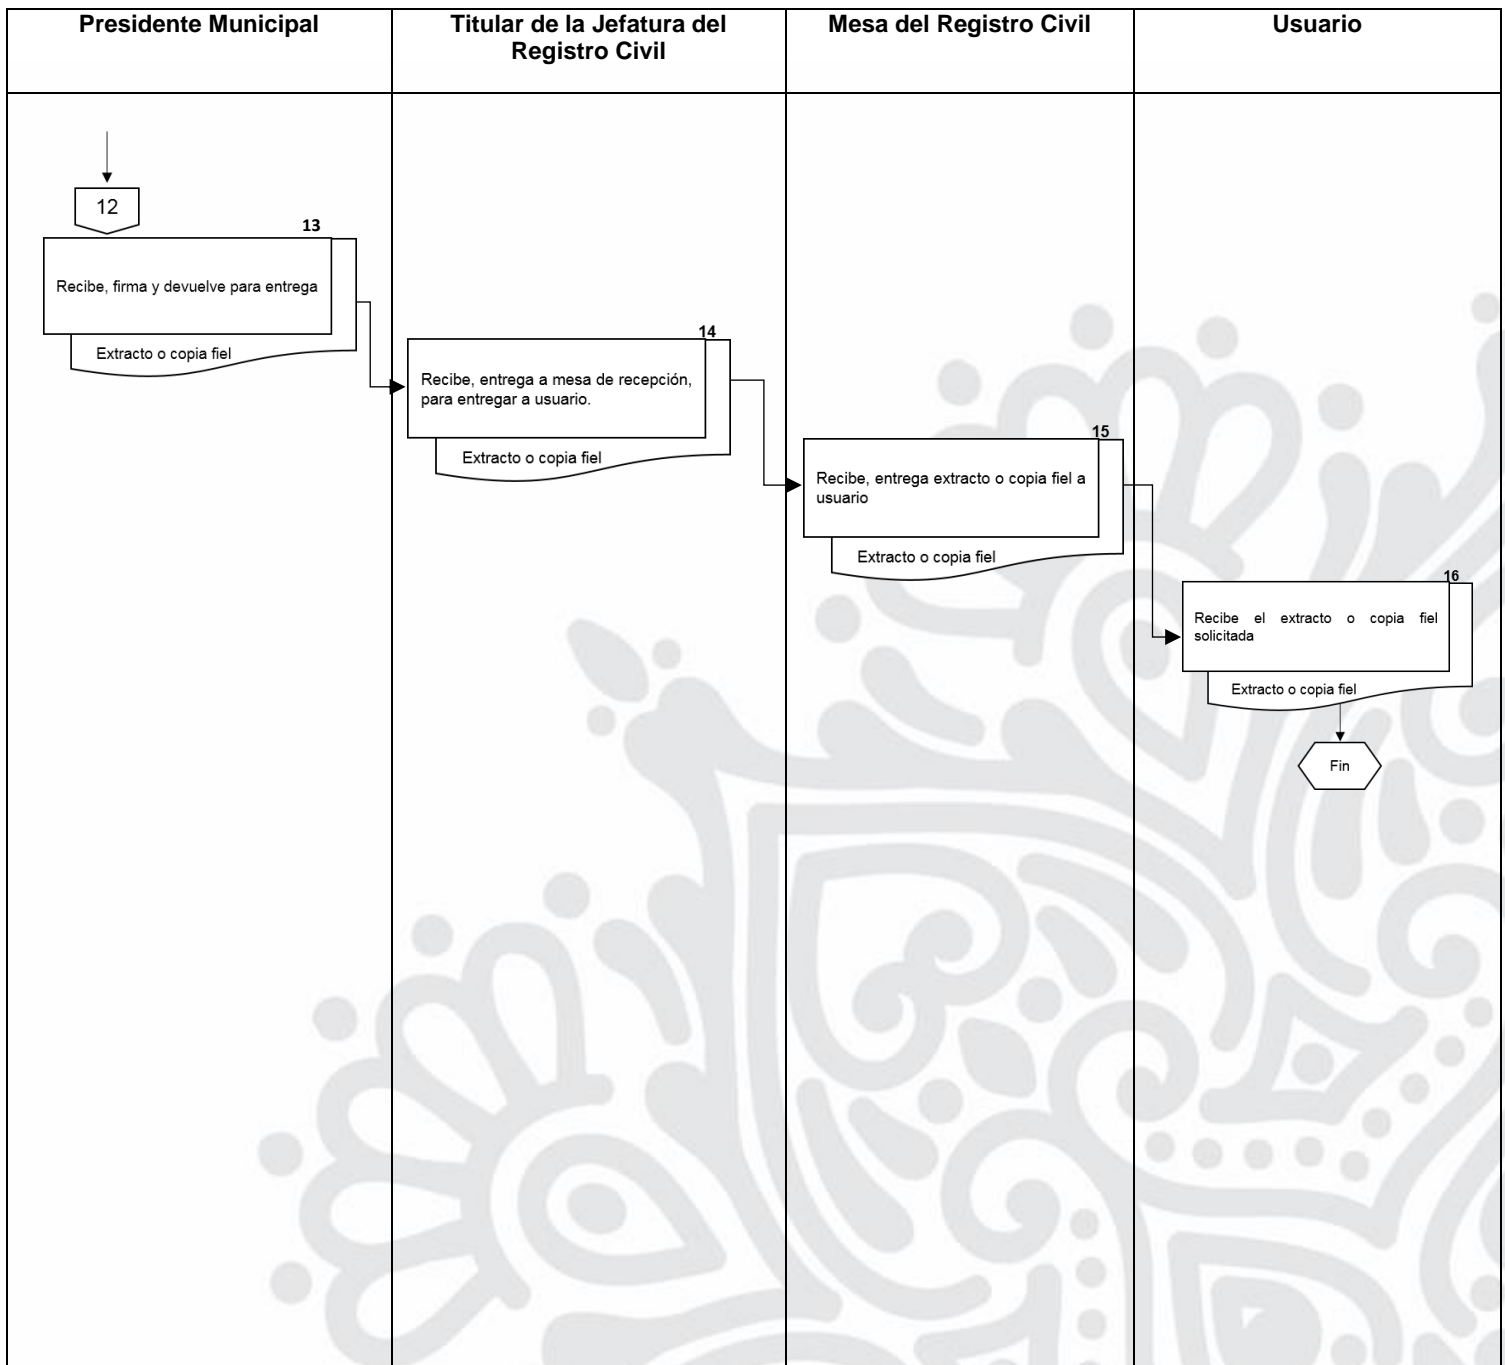 Presidente Municipal
Titular de la Jefatura del
Registro Civil
Mesa del Registro Civil
Usuario
12
13
Recibe, firma y devuelve para entrega
Extracto o copia fiel
14
Recibe, entrega a mesa de recepción,
para entregar a usuario.
Extracto o copia fiel
15
Recibe, entrega extracto o copia fiel a
usuario
Extracto o copia fiel
16
Recibe el extracto o copia fiel
solicitada
Extracto o copia fiel
Fin